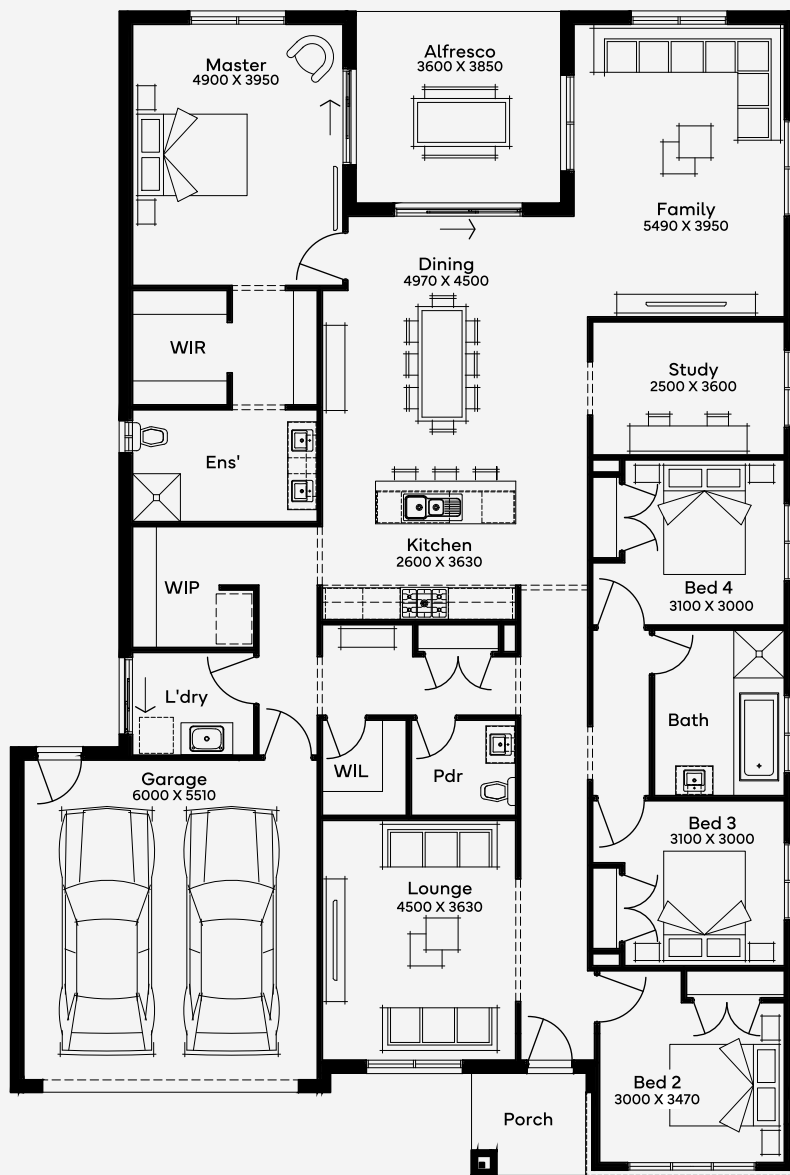 Master
4900 X 3950
Alfresco
3600 X 3850
Family
5490 X 3950
Dining
4970 X 4500
WIR
Study
2500 X 3600
Ens'
Kitchen
2600 X 3630
WIP
Bed 4
3100 X 3000
L'dry
Bath
Garage
6000 X 5510
WIL
Pdr
Bed 3
3100 X 3000
Lounge
4500 X 3630
Bed 2
3000 X 3470
Porch